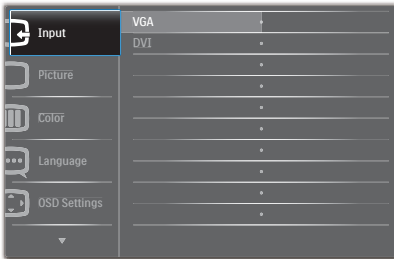 Input
VGA
DVI
Picture
Color
Language
OSD Settings